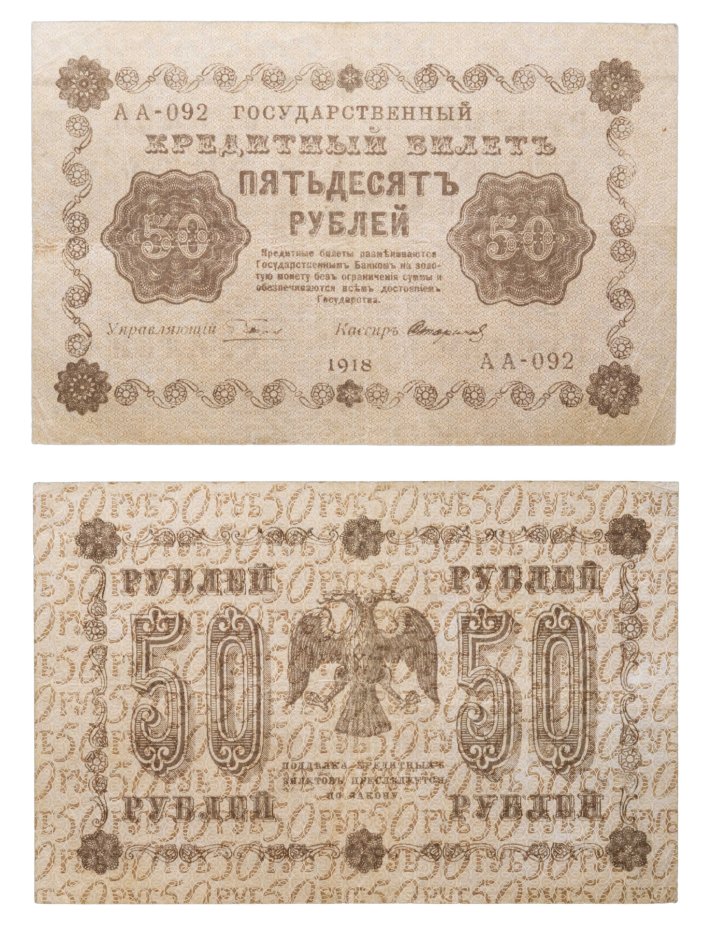 АА-092 ГОСУДАРСТВЕННЫЙ
КРЕДИТНЫЙ БИЛЕТЪ
ПЯТЬДЕСЯТЪ
РУБЛЕЙ
50 50
Кредитные билеты размѣниваются
Государственнымъ Банкомъ на золо-
тую монету безъ ограниченія суммы и
обезпечиваются всѣмъ достояніемъ
Государства.
Управляющій Кассиръ
1918 АА-092
РУБЛЕЙ РУБЛЕЙ
50 50
ПОДДѢЛКА КРЕДИТНЫХЪ
БИЛЕТОВЪ ПРЕСЛѢДУЕТСЯ
ПО ЗАКОНУ
РУБЛЕЙ РУБЛЕЙ